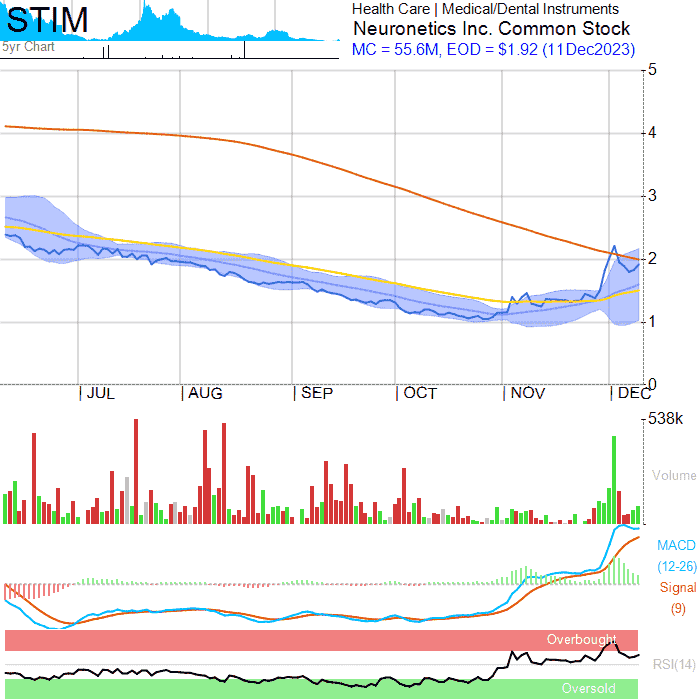 STIM
5yr Chart
Health Care | Medical/Dental Instruments
Neuronetics Inc. Common Stock
MC = 55.6M, EOD = $1.92 (11Dec2023)
5
4
3
2
1
0
JUL
AUG
SEP
OCT
NOV
DEC
538k
Volume
MACD
(12-26)
Signal
(9)
Overbought
RSI(14)
Oversold